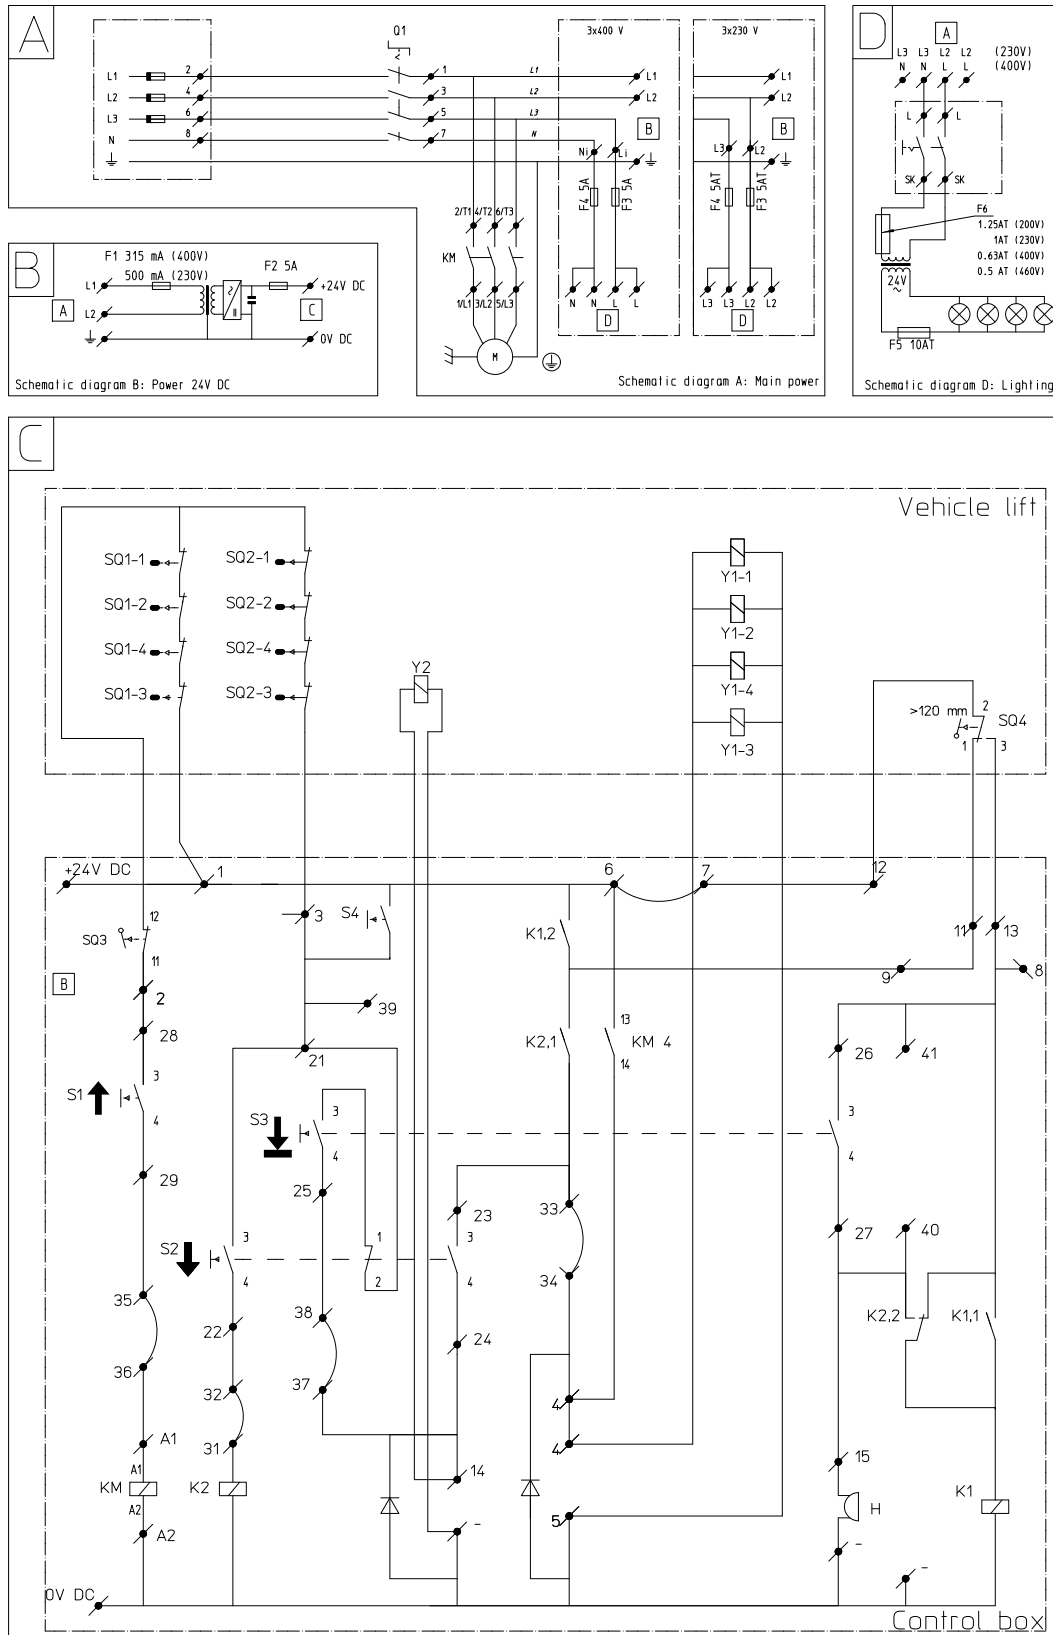 A
Q1
3x400 V
3x230 V
L1
2
1
L1
L1
L1
L2
4
3
L2
L2
L2
L3
6
5
L3
B
B
N
8
7
N
Ni
Li
L3
L2
F4 5A
F3 5A
F4 5AT
F3 5AT
2/T1 4/T2 6/T3
KM
1/L1 3/L2 5/L3
N
N
L
L
L3
L3
L2
L2
D
D
M
Schematic diagram A: Main power
B
F1 315 mA (400V)
500 mA (230V)
F2 5A
L1
+24V DC
A
C
L2
0V DC
Schematic diagram B: Power 24V DC
D
A
L3 L3 L2 L2 (230V)
N N L L (400V)
L
L
SK
SK
F6
1.25AT (200V)
1AT (230V)
0.63AT (400V)
0.5 AT (460V)
24V
~
F5 10AT
Schematic diagram D: Lighting
C
Vehicle lift
SQ1-1
SQ2-1
Y1-1
SQ1-2
SQ2-2
Y1-2
SQ1-4
SQ2-4
Y2
Y1-4
SQ1-3
SQ2-3
>120 mm
2
SQ4
Y1-3
1
3
+24V DC
1
6
7
12
12
3
S4
SQ3
K1,2
11
13
11
B
9
8
2
39
28
13
K2,1
KM 4
14
21
26
41
3
S1
4
S3
3
4
3
4
29
25
23
33
27
40
S2
3
4
1
2
3
4
34
35
38
22
24
K2,2
K1,1
36
32
37
4
A1
31
4
15
A1
14
KM
K2
K1
A2
H
A2
-
5
-
-
0V DC
Control box